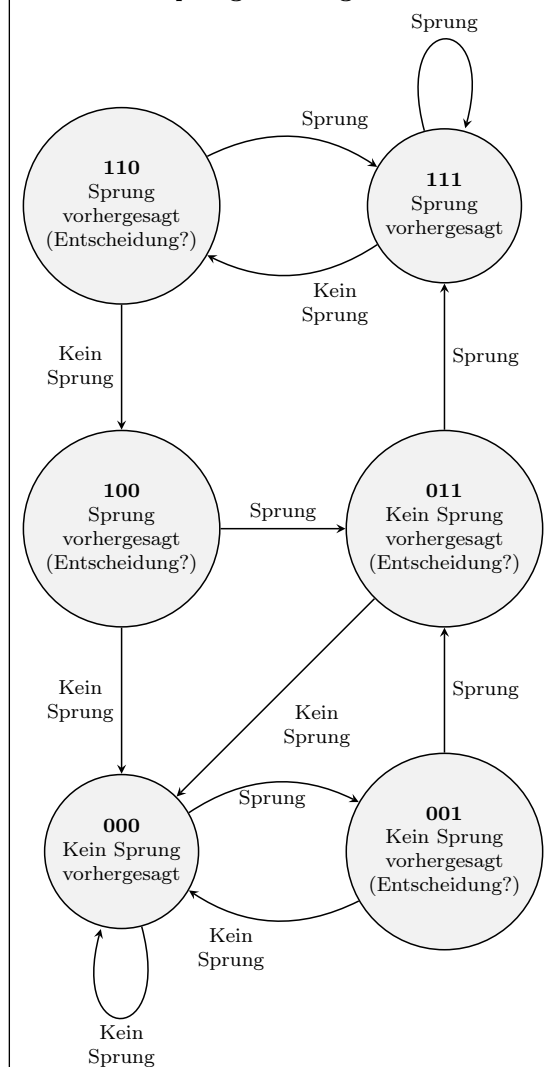 Sprung
Sprung
110
Sprung
vorhergesagt
(Entscheidung?)
111
Sprung
vorhergesagt
Kein
Sprung
Kein
Sprung
Sprung
100
Sprung
vorhergesagt
(Entscheidung?)
Sprung
011
Kein Sprung
vorhergesagt
(Entscheidung?)
Kein
Sprung
Sprung
Kein
Sprung
Sprung
000
Kein Sprung
vorhergesagt
001
Kein Sprung
vorhergesagt
(Entscheidung?)
Kein
Sprung
Kein
Sprung